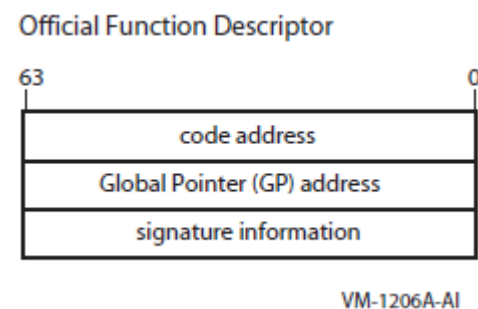 Official Function Descriptor
63 0
code address
Global Pointer (GP) address
signature information
VM-1206A-AI